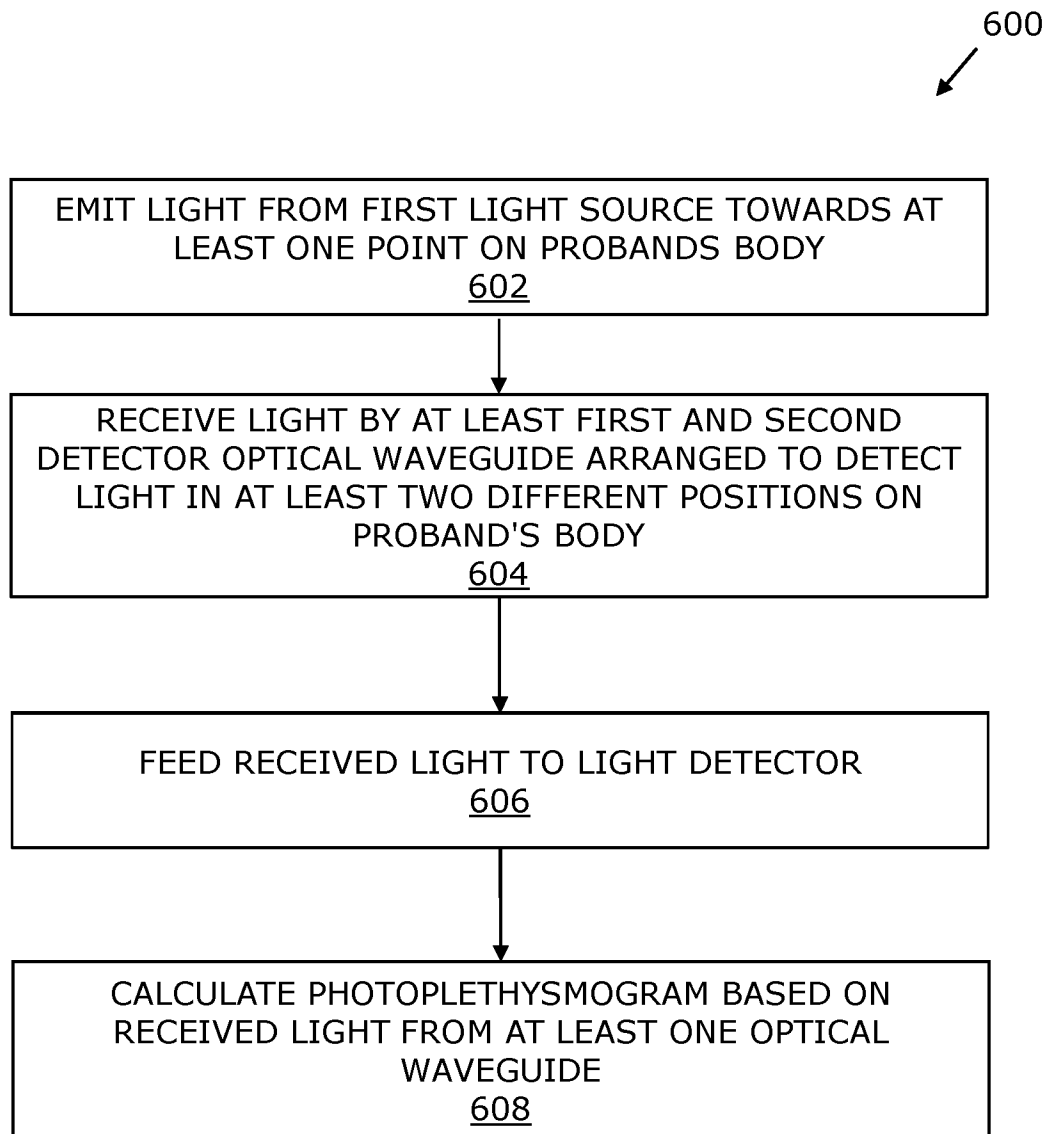 600
EMIT LIGHT FROM FIRST LIGHT SOURCE TOWARDS AT
LEAST ONE POINT ON PROBANDS BODY
602
RECEIVE LIGHT BY AT LEAST FIRST AND SECOND
DETECTOR OPTICAL WAVEGUIDE ARRANGED TO DETECT
LIGHT IN AT LEAST TWO DIFFERENT POSITIONS ON
PROBAND'S BODY
604
FEED RECEIVED LIGHT TO LIGHT DETECTOR
606
CALCULATE PHOTOPLETHYSMOGRAM BASED ON
RECEIVED LIGHT FROM AT LEAST ONE OPTICAL
WAVEGUIDE
608